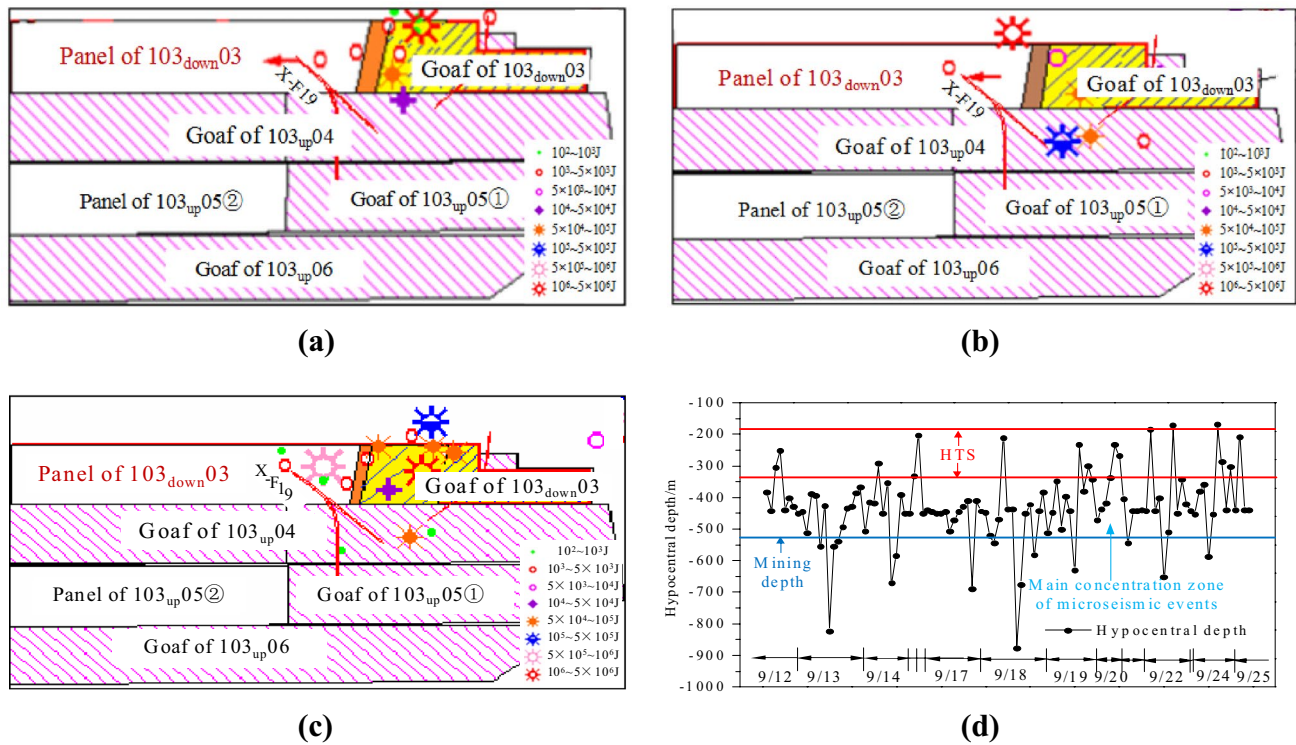 Panel of 103down03
Goaf of 103down03
X-F19
Goaf of 103up04
Panel of 103up05②
Goaf of 103up05①
Goaf of 103up06
10²~10³J
10³~5×10³J
5×10³~10⁴J
10⁴~5×10⁴J
5×10⁴~10⁵J
10⁵~5×10⁵J
5×10⁵~10⁶J
10⁶~5×10⁶J
(a)
Panel of 103down03
Goaf of 103down03
X-F19
Goaf of 103up04
Panel of 103up05②
Goaf of 103up05①
Goaf of 103up06
10²~10³J
10³~5×10³J
5×10³~10⁴J
10⁴~5×10⁴J
5×10⁴~10⁵J
10⁵~5×10⁵J
5×10⁵~10⁶J
10⁶~5×10⁶J
(b)
Panel of 103down03
X-F19
Goaf of 103down03
Goaf of 103up04
Panel of 103up05②
Goaf of 103up05①
Goaf of 103up06
10²~10³J
10³~5×10³J
5×10³~10⁴J
10⁴~5×10⁴J
5×10⁴~10⁵J
10⁵~5×10⁵J
5×10⁵~10⁶J
10⁶~5×10⁶J
(c)
Hypocentral depth/m
-100
-200
-300
-400
-500
-600
-700
-800
-900
-1000
HTS
Mining
depth
Main concentration zone
of microseismic events
Hypocentral depth
9/12 9/13 9/14 9/17 9/18 9/19 9/20 9/22 9/24 9/25
(d)